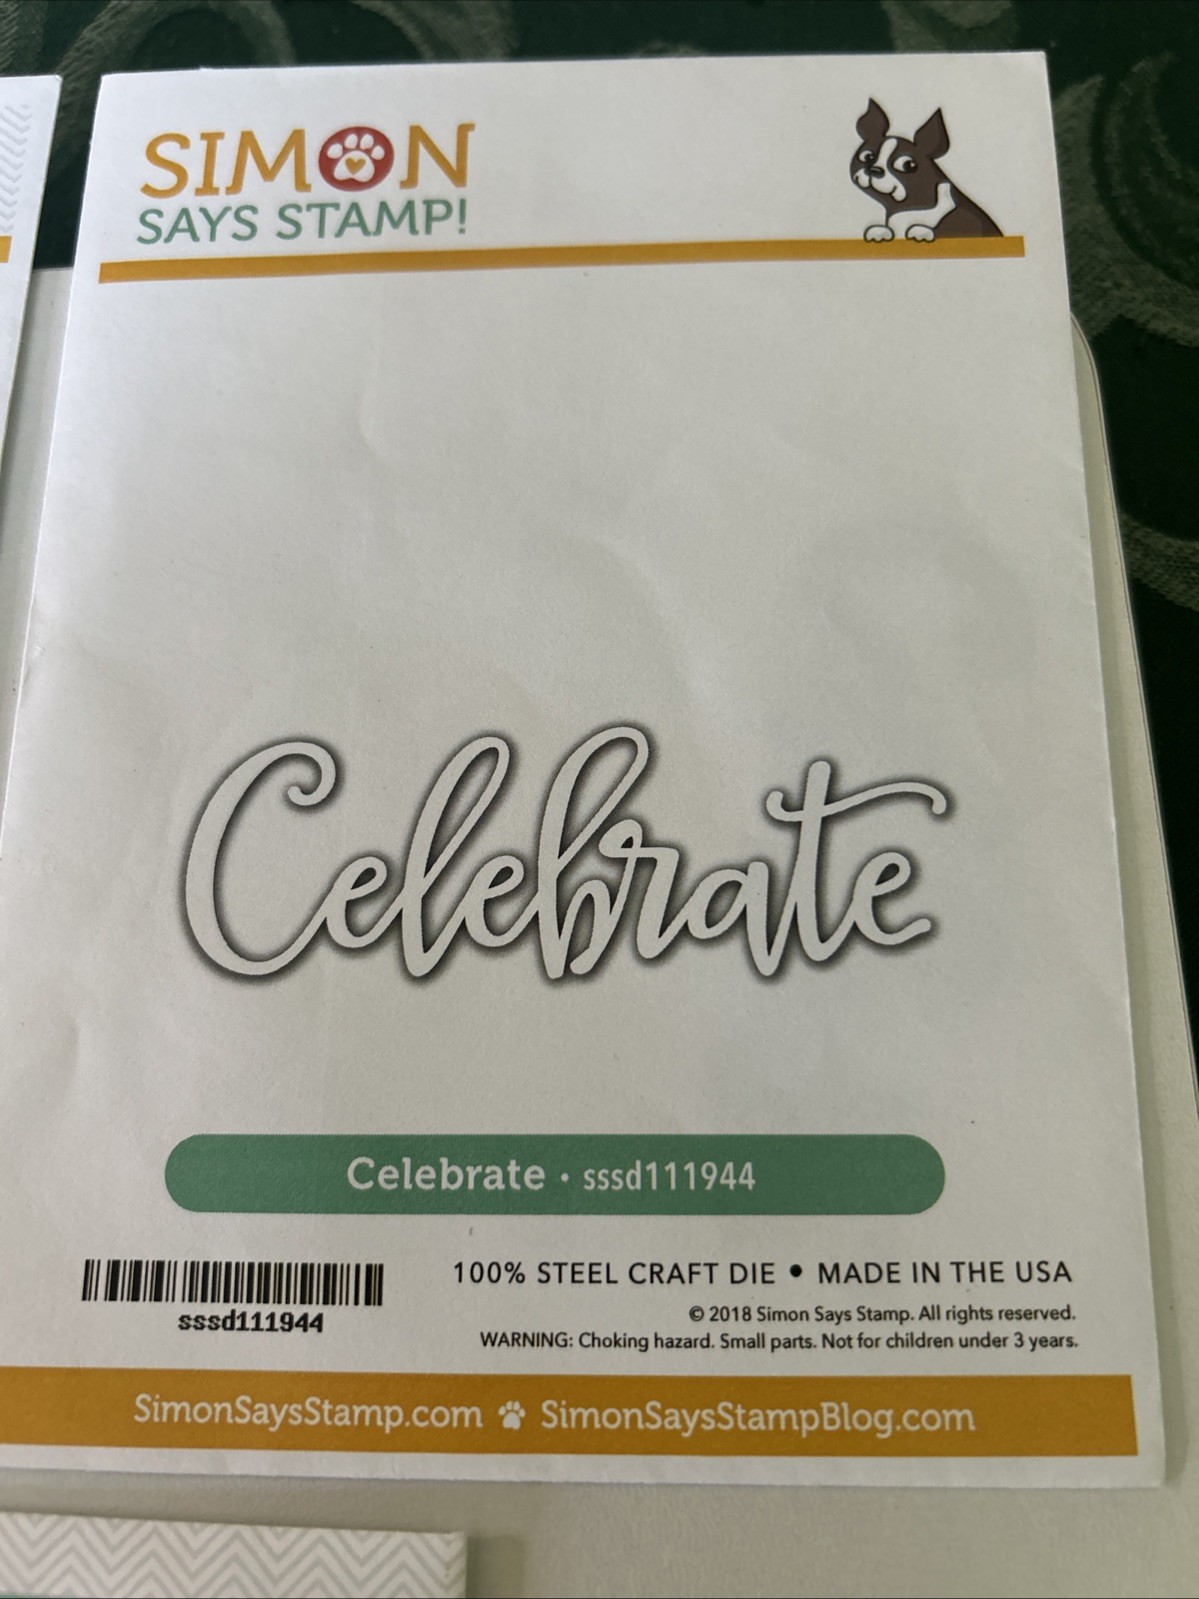 SIMON
SAYS STAMP!
Celebrate
Celebrate • sssd111944
sssd111944
100% STEEL CRAFT DIE • MADE IN THE USA
© 2018 Simon Says Stamp. All rights reserved.
WARNING: Choking hazard. Small parts. Not for children under 3 years.
SimonSaysStamp.com SimonSaysStampBlog.com